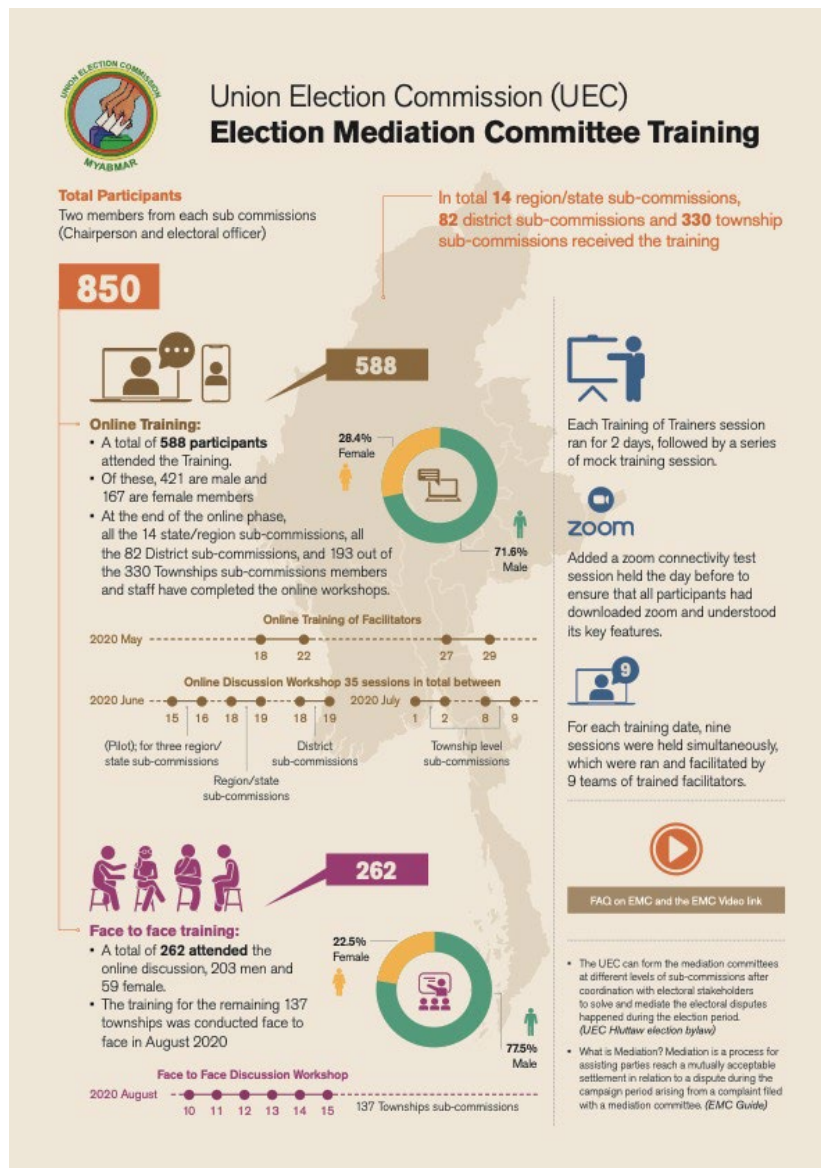 UNION ELECTION COMMISSION
MYABMAR
Union Election Commission (UEC)
Election Mediation Committee Training
Total Participants
Two members from each sub commissions
(Chairperson and electoral officer)
In total 14 region/state sub-commissions,
82 district sub-commissions and 330 township
sub-commissions received the training
850
588
Online Training:
• A total of 588 participants
attended the Training.
• Of these, 421 are male and
167 are female members
• At the end of the online phase,
all the 14 state/region sub-commissions, all
the 82 District sub-commissions, and 193 out of
the 330 Townships sub-commissions members
and staff have completed the online workshops.
28.4%
Female
71.6%
Male
Online Training of Facilitators
2020 May
18 22 27 29
Online Discussion Workshop 35 sessions in total between
2020 June
15 16 18 19 18 19
2020 July
1 2 8 9
(Pilot); for three region/
state sub-commissions
Region/state
sub-commissions
District
sub-commissions
Township level
sub-commissions
262
Face to face training:
• A total of 262 attended the
online discussion, 203 men and
59 female.
• The training for the remaining 137
townships was conducted face to
face in August 2020
22.5%
Female
77.5%
Male
Face to Face Discussion Workshop
2020 August
10 11 12 13 14 15
137 Townships sub-commissions
Each Training of Trainers session
ran for 2 days, followed by a series
of mock training session.
zoom
Added a zoom connectivity test
session held the day before to
ensure that all participants had
downloaded zoom and understood
its key features.
9
For each training date, nine
sessions were held simultaneously,
which were ran and facilitated by
9 teams of trained facilitators.
FAQ on EMC and the EMC Video link
• The UEC can form the mediation committees
at different levels of sub-commissions after
coordination with electoral stakeholders
to solve and mediate the electoral disputes
happened during the election period.
(UEC Hluttaw election bylaw)
• What is Mediation? Mediation is a process for
assisting parties reach a mutually acceptable
settlement in relation to a dispute during the
campaign period arising from a complaint filed
with a mediation committee. (EMC Guide)